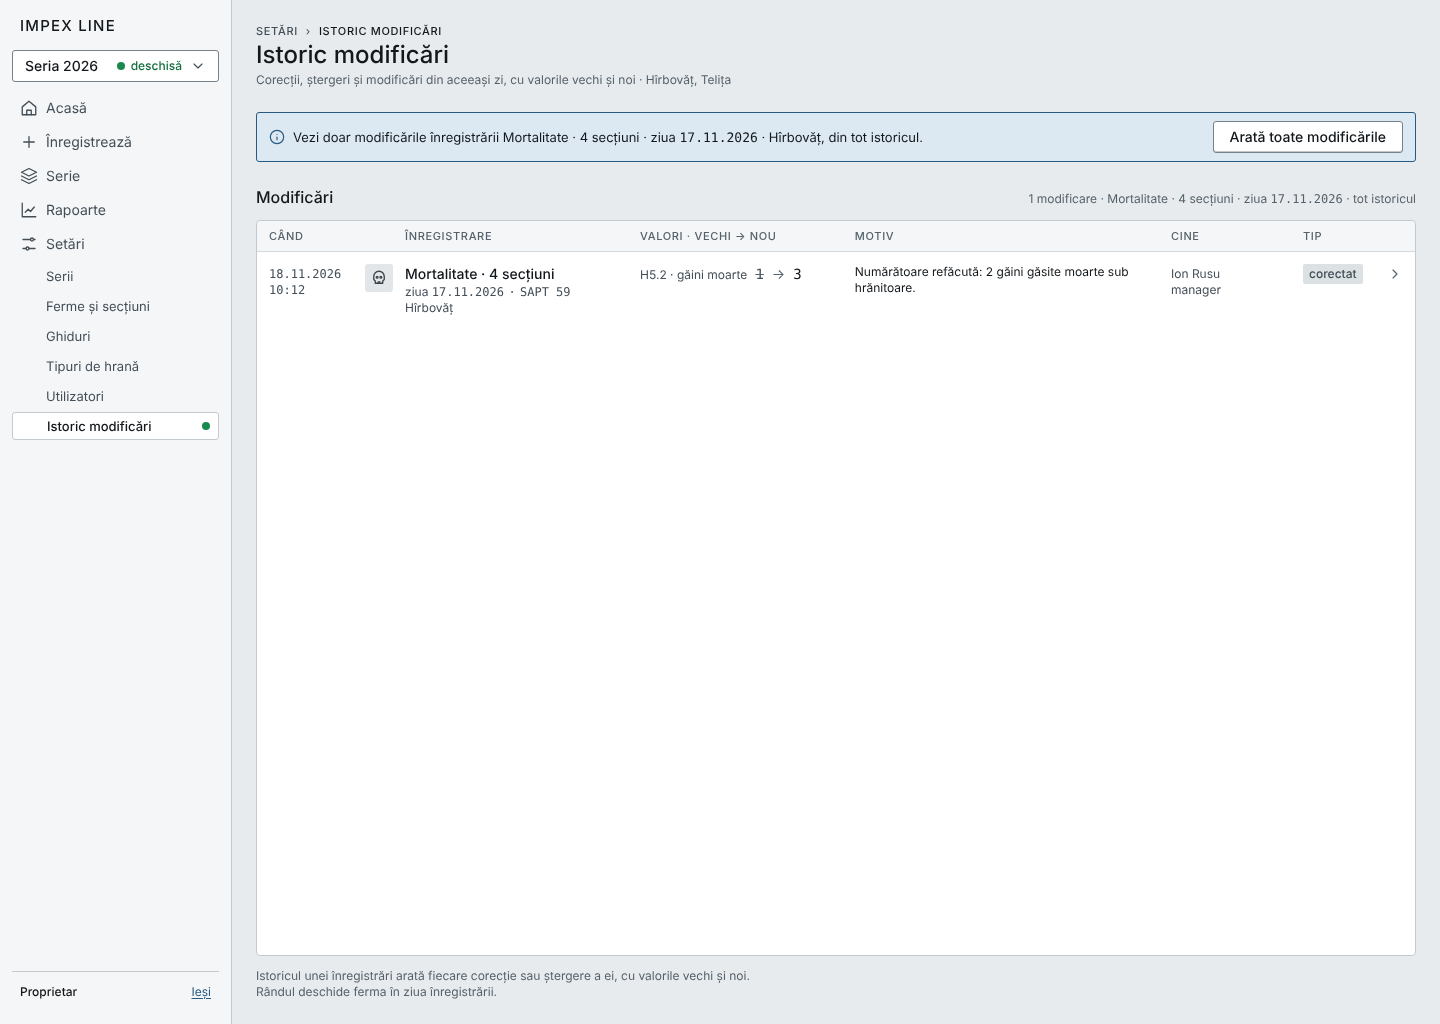 IMPEX LINE
Seria 2026 deschisă
Acasă
Înregistrează
Serie
Rapoarte
Setări
Serii
Ferme și secțiuni
Ghiduri
Tipuri de hrană
Utilizatori
Istoric modificări
Proprietar Ieși
SETĂRI › ISTORIC MODIFICĂRI
Istoric modificări
Corecții, ștergeri și modificări din aceeași zi, cu valorile vechi și noi · Hîrbovăț, Telița
Vezi doar modificările înregistrării Mortalitate · 4 secțiuni · ziua 17.11.2026 · Hîrbovăț, din tot istoricul.
Arată toate modificările
Modificări
1 modificare · Mortalitate · 4 secțiuni · ziua 17.11.2026 · tot istoricul
CÂND ÎNREGISTRARE VALORI · VECHI → NOU MOTIV CINE TIP
18.11.2026
10:12
Mortalitate · 4 secțiuni
ziua 17.11.2026 · SAPT 59
Hîrbovăț
H5.2 · găini moarte 1 → 3
Numărătoare refăcută: 2 găini găsite moarte sub
hrănitoare.
Ion Rusu
manager
corectat
Istoricul unei înregistrări arată fiecare corecție sau ștergere a ei, cu valorile vechi și noi.
Rândul deschide ferma în ziua înregistrării.